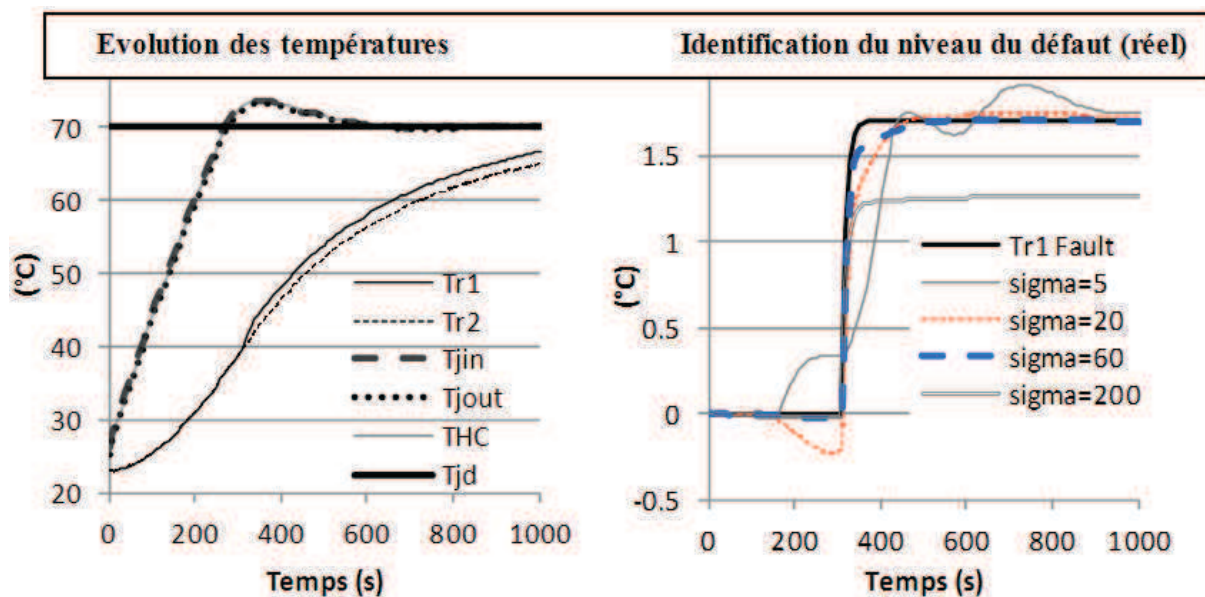 Evolution des températures
Identification du niveau du défaut (réel)
70
60
50
40
30
20
(°C)
Tr1
Tr2
Tjin
Tjout
THC
Tjd
0 200 400 600 800 1000
Temps (s)
1.5
1
0.5
0
-0.5
(°C)
Tr1 Fault
sigma=5
sigma=20
sigma=60
sigma=200
0 200 400 600 800 1000
Temps (s)